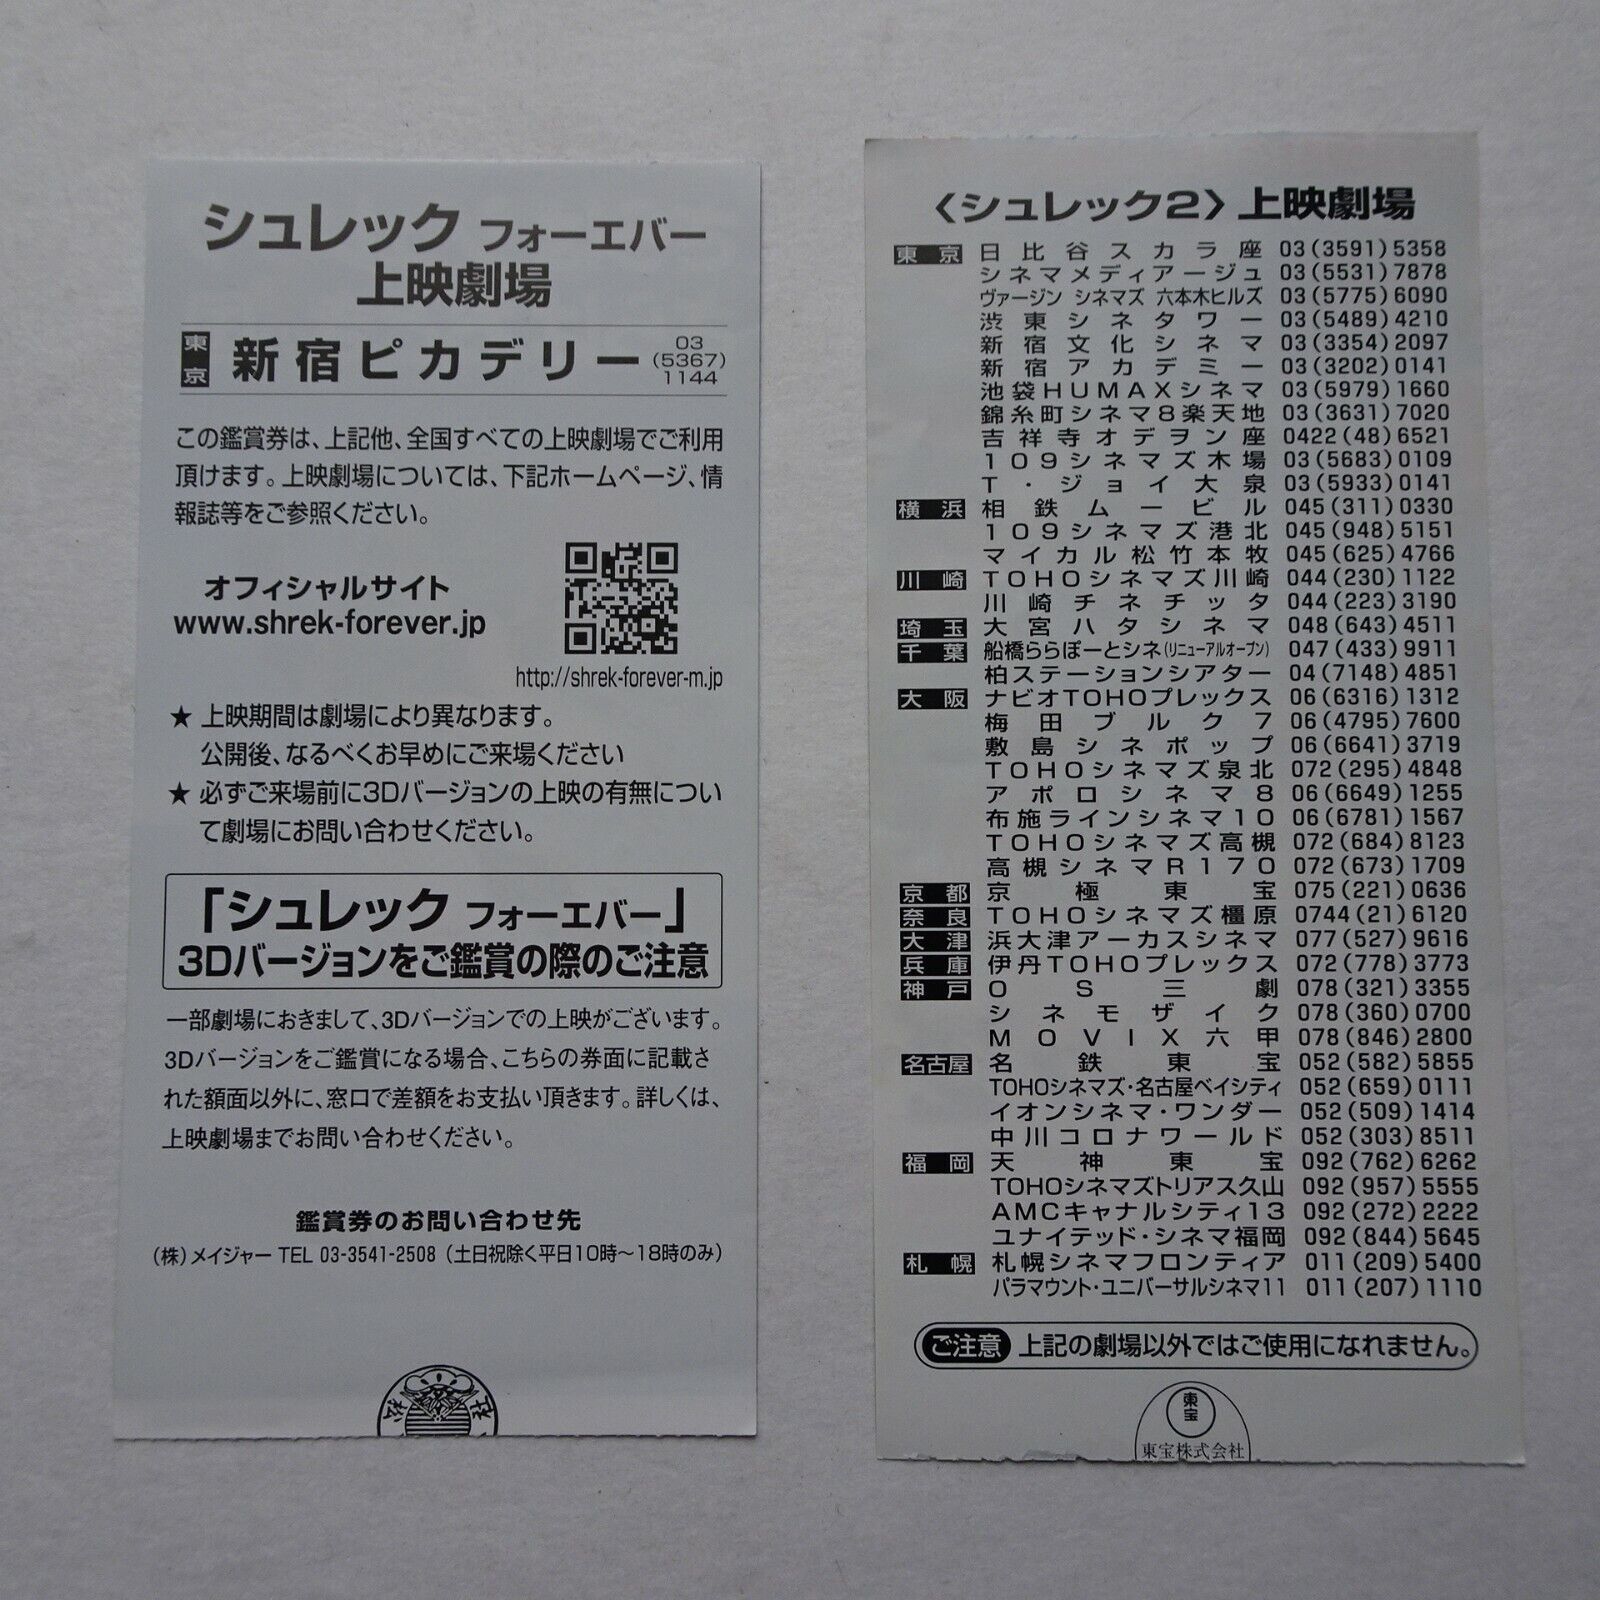 シュレック フォーエバー
上映劇場
東京 新宿ピカデリー 03(5367)1144
この鑑賞券は、上記他、全国すべての上映劇場でご利用
頂けます。上映劇場については、下記ホームページ、情
報誌等をご参照ください。
オフィシャルサイト
www.shrek-forever.jp
http://shrek-forever-m.jp
★ 上映期間は劇場により異なります。
公開後、なるべくお早めにご来場ください
★ 必ずご来場前に3Dバージョンの上映の有無につい
て劇場にお問い合わせください。
「シュレック フォーエバー」
3Dバージョンをご鑑賞の際のご注意
一部劇場におきまして、3Dバージョンでの上映がございます。
3Dバージョンをご鑑賞になる場合、こちらの券面に記載さ
れた額面以外に、窓口で差額をお支払い頂きます。詳しくは、
上映劇場までお問い合わせください。
鑑賞券のお問い合わせ先
(株)メイジャー TEL 03-3541-2508 (土日祝除く平日10時〜18時のみ)
〈シュレック2〉上映劇場
東京 日比谷スカラ座 03(3591)5358
シネマメディアージュ 03(5531)7878
ヴァージン シネマズ 六本木ヒルズ 03(5775)6090
渋東シネタワー 03(5489)4210
新宿文化シネマ 03(3354)2097
新宿アカデミー 03(3202)0141
池袋HUMAXシネマ 03(5979)1660
錦糸町シネマ8楽天地 03(3631)7020
吉祥寺オデヲン座 0422(48)6521
109シネマズ木場 03(5683)0109
T・ジョイ大泉 03(5933)0141
横浜 相鉄ムービル 045(311)0330
109シネマズ港北 045(948)5151
マイカル松竹本牧 045(625)4766
川崎 TOHOシネマズ川崎 044(230)1122
川崎チネチッタ 044(223)3190
埼玉 大宮ハタシネマ 048(643)4511
千葉 船橋ららぽーとシネ(リニューアルオープン) 047(433)9911
柏ステーションシアター 04(7148)4851
大阪 ナビオTOHOプレックス 06(6316)1312
梅田ブルク7 06(4795)7600
敷島シネポップ 06(6641)3719
TOHOシネマズ泉北 072(295)4848
アポロシネマ8 06(6649)1255
布施ラインシネマ10 06(6781)1567
TOHOシネマズ高槻 072(684)8123
高槻シネマR170 072(673)1709
京都 京極東宝 075(221)0636
奈良 TOHOシネマズ橿原 0744(21)6120
大津 浜大津アーカスシネマ 077(527)9616
兵庫 伊丹TOHOプレックス 072(778)3773
神戸 OS三劇 078(321)3355
シネモザイク 078(360)0700
MOVIX六甲 078(846)2800
名古屋 名鉄東宝 052(582)5855
TOHOシネマズ・名古屋ベイシティ 052(659)0111
イオンシネマ・ワンダー 052(509)1414
中川コロナワールド 052(303)8511
福岡 天神東宝 092(762)6262
TOHOシネマズトリアス久山 092(957)5555
AMCキャナルシティ13 092(272)2222
ユナイテッド・シネマ福岡 092(844)5645
札幌 札幌シネマフロンティア 011(209)5400
パラマウント・ユニバーサルシネマ11 011(207)1110
ご注意 上記の劇場以外ではご使用になれません。
東宝
東宝株式会社